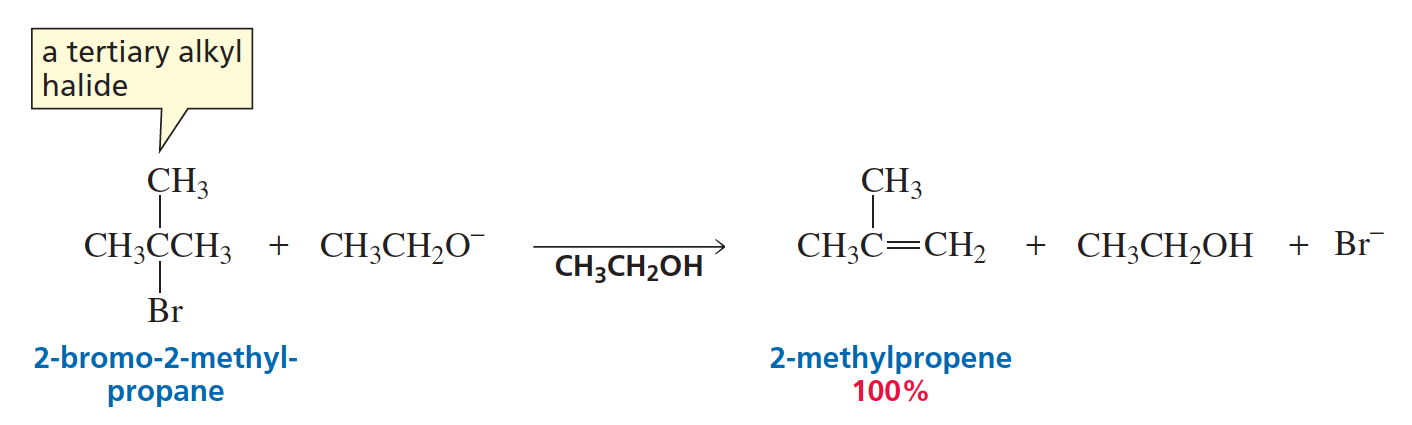 a tertiary alkyl
halide
CH₃
CH₃CCH₃ + CH₃CH₂O⁻
Br
CH₃CH₂OH
2-bromo-2-methyl-
propane
CH₃
CH₃C=CH₂ + CH₃CH₂OH + Br⁻
2-methylpropene
100%